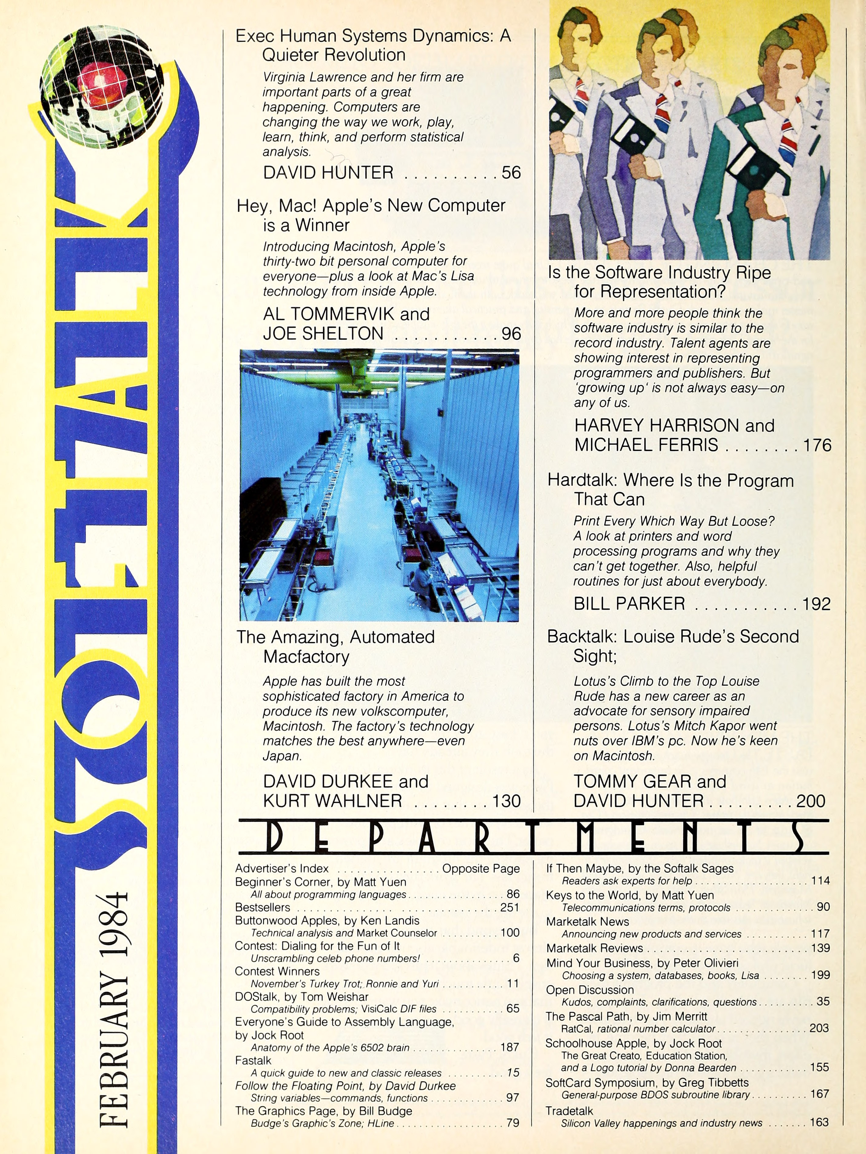 SOFTALK
FEBRUARY 1984
Exec Human Systems Dynamics: A
Quieter Revolution
Virginia Lawrence and her firm are
important parts of a great
happening. Computers are
changing the way we work, play,
learn, think, and perform statistical
analysis.
DAVID HUNTER . . . . . . . . . . 56
Hey, Mac! Apple's New Computer
is a Winner
Introducing Macintosh, Apple's
thirty-two bit personal computer for
everyone—plus a look at Mac's Lisa
technology from inside Apple.
AL TOMMERVIK and
JOE SHELTON . . . . . . . . . . . 96
The Amazing, Automated
Macfactory
Apple has built the most
sophisticated factory in America to
produce its new volkscomputer,
Macintosh. The factory's technology
matches the best anywhere—even
Japan.
DAVID DURKEE and
KURT WAHLNER . . . . . . . . 130
Is the Software Industry Ripe
for Representation?
More and more people think the
software industry is similar to the
record industry. Talent agents are
showing interest in representing
programmers and publishers. But
'growing up' is not always easy—on
any of us.
HARVEY HARRISON and
MICHAEL FERRIS . . . . . . . . 176
Hardtalk: Where Is the Program
That Can
Print Every Which Way But Loose?
A look at printers and word
processing programs and why they
can't get together. Also, helpful
routines for just about everybody.
BILL PARKER . . . . . . . . . . . 192
Backtalk: Louise Rude's Second
Sight;
Lotus's Climb to the Top Louise
Rude has a new career as an
advocate for sensory impaired
persons. Lotus's Mitch Kapor went
nuts over IBM's pc. Now he's keen
on Macintosh.
TOMMY GEAR and
DAVID HUNTER . . . . . . . . . 200
DEPARTMENTS
Advertiser's Index . . . . . . . . . . . . . . . . Opposite Page
Beginner's Corner, by Matt Yuen
All about programming languages . . . . . . . . . . . . . . . 86
Bestsellers . . . . . . . . . . . . . . . . . . . . . . . . . . . 251
Buttonwood Apples, by Ken Landis
Technical analysis and Market Counselor . . . . . . . . . 100
Contest: Dialing for the Fun of It
Unscrambling celeb phone numbers! . . . . . . . . . . . . . 6
Contest Winners
November's Turkey Trot; Ronnie and Yuri . . . . . . . . . . 11
DOStalk, by Tom Weishar
Compatibility problems; VisiCalc DIF files . . . . . . . . . . 65
Everyone's Guide to Assembly Language,
by Jock Root
Anatomy of the Apple's 6502 brain . . . . . . . . . . . . . 187
Fastalk
A quick guide to new and classic releases . . . . . . . . . 15
Follow the Floating Point, by David Durkee
String variables—commands, functions . . . . . . . . . . . 97
The Graphics Page, by Bill Budge
Budge's Graphic's Zone; HLine . . . . . . . . . . . . . . . . 79
If Then Maybe, by the Softalk Sages
Readers ask experts for help . . . . . . . . . . . . . . . . . 114
Keys to the World, by Matt Yuen
Telecommunications terms, protocols . . . . . . . . . . . . 90
Marketalk News
Announcing new products and services . . . . . . . . . . 117
Marketalk Reviews . . . . . . . . . . . . . . . . . . . . . . 139
Mind Your Business, by Peter Olivieri
Choosing a system, databases, books, Lisa . . . . . . . 199
Open Discussion
Kudos, complaints, clarifications, questions . . . . . . . . . 35
The Pascal Path, by Jim Merritt
RatCal, rational number calculator . . . . . . . . . . . . . . 203
Schoolhouse Apple, by Jock Root
The Great Creato, Education Station,
and a Logo tutorial by Donna Bearden . . . . . . . . . . . 155
SoftCard Symposium, by Greg Tibbetts
General-purpose BDOS subroutine library . . . . . . . . . 167
Tradetalk
Silicon Valley happenings and industry news . . . . . . . 163